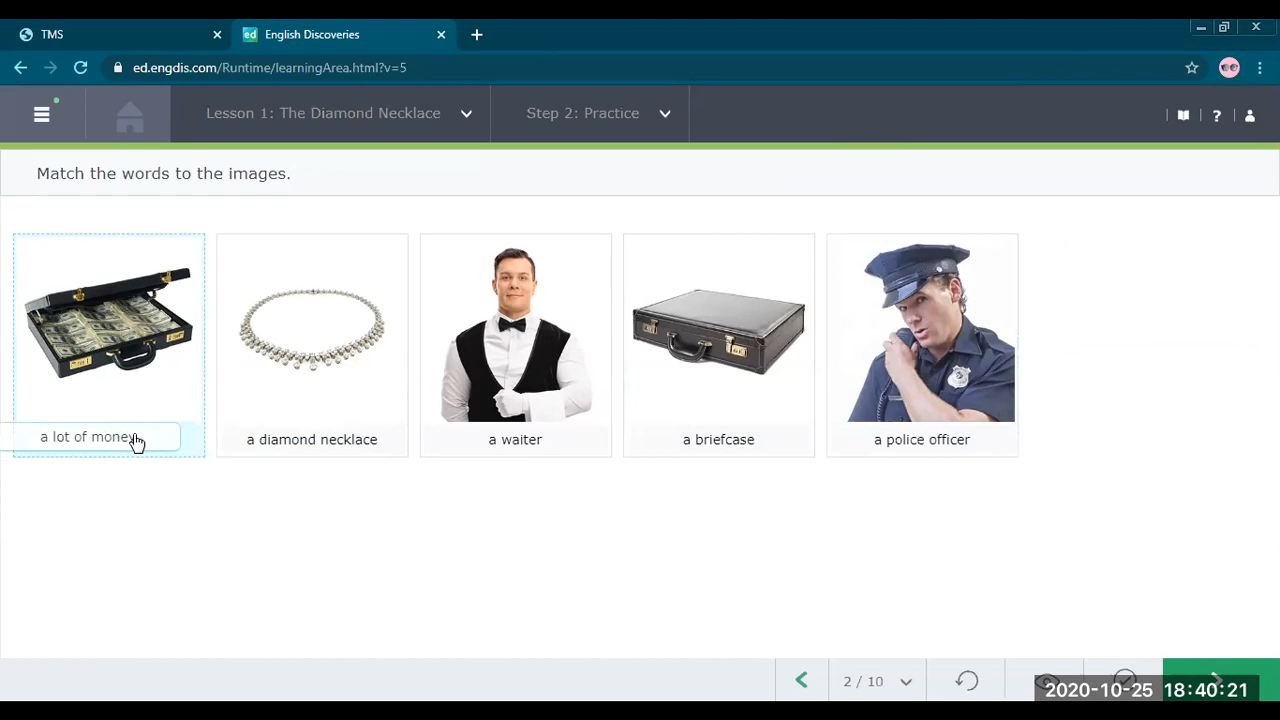 TMS
ed English Discoveries
ed.engdis.com/Runtime/learningArea.html?v=5
Lesson 1: The Diamond Necklace
Step 2: Practice
?
Match the words to the images.
a lot of money
a diamond necklace
a waiter
a briefcase
a police officer
2 / 10
2020-10-25 18:40:21